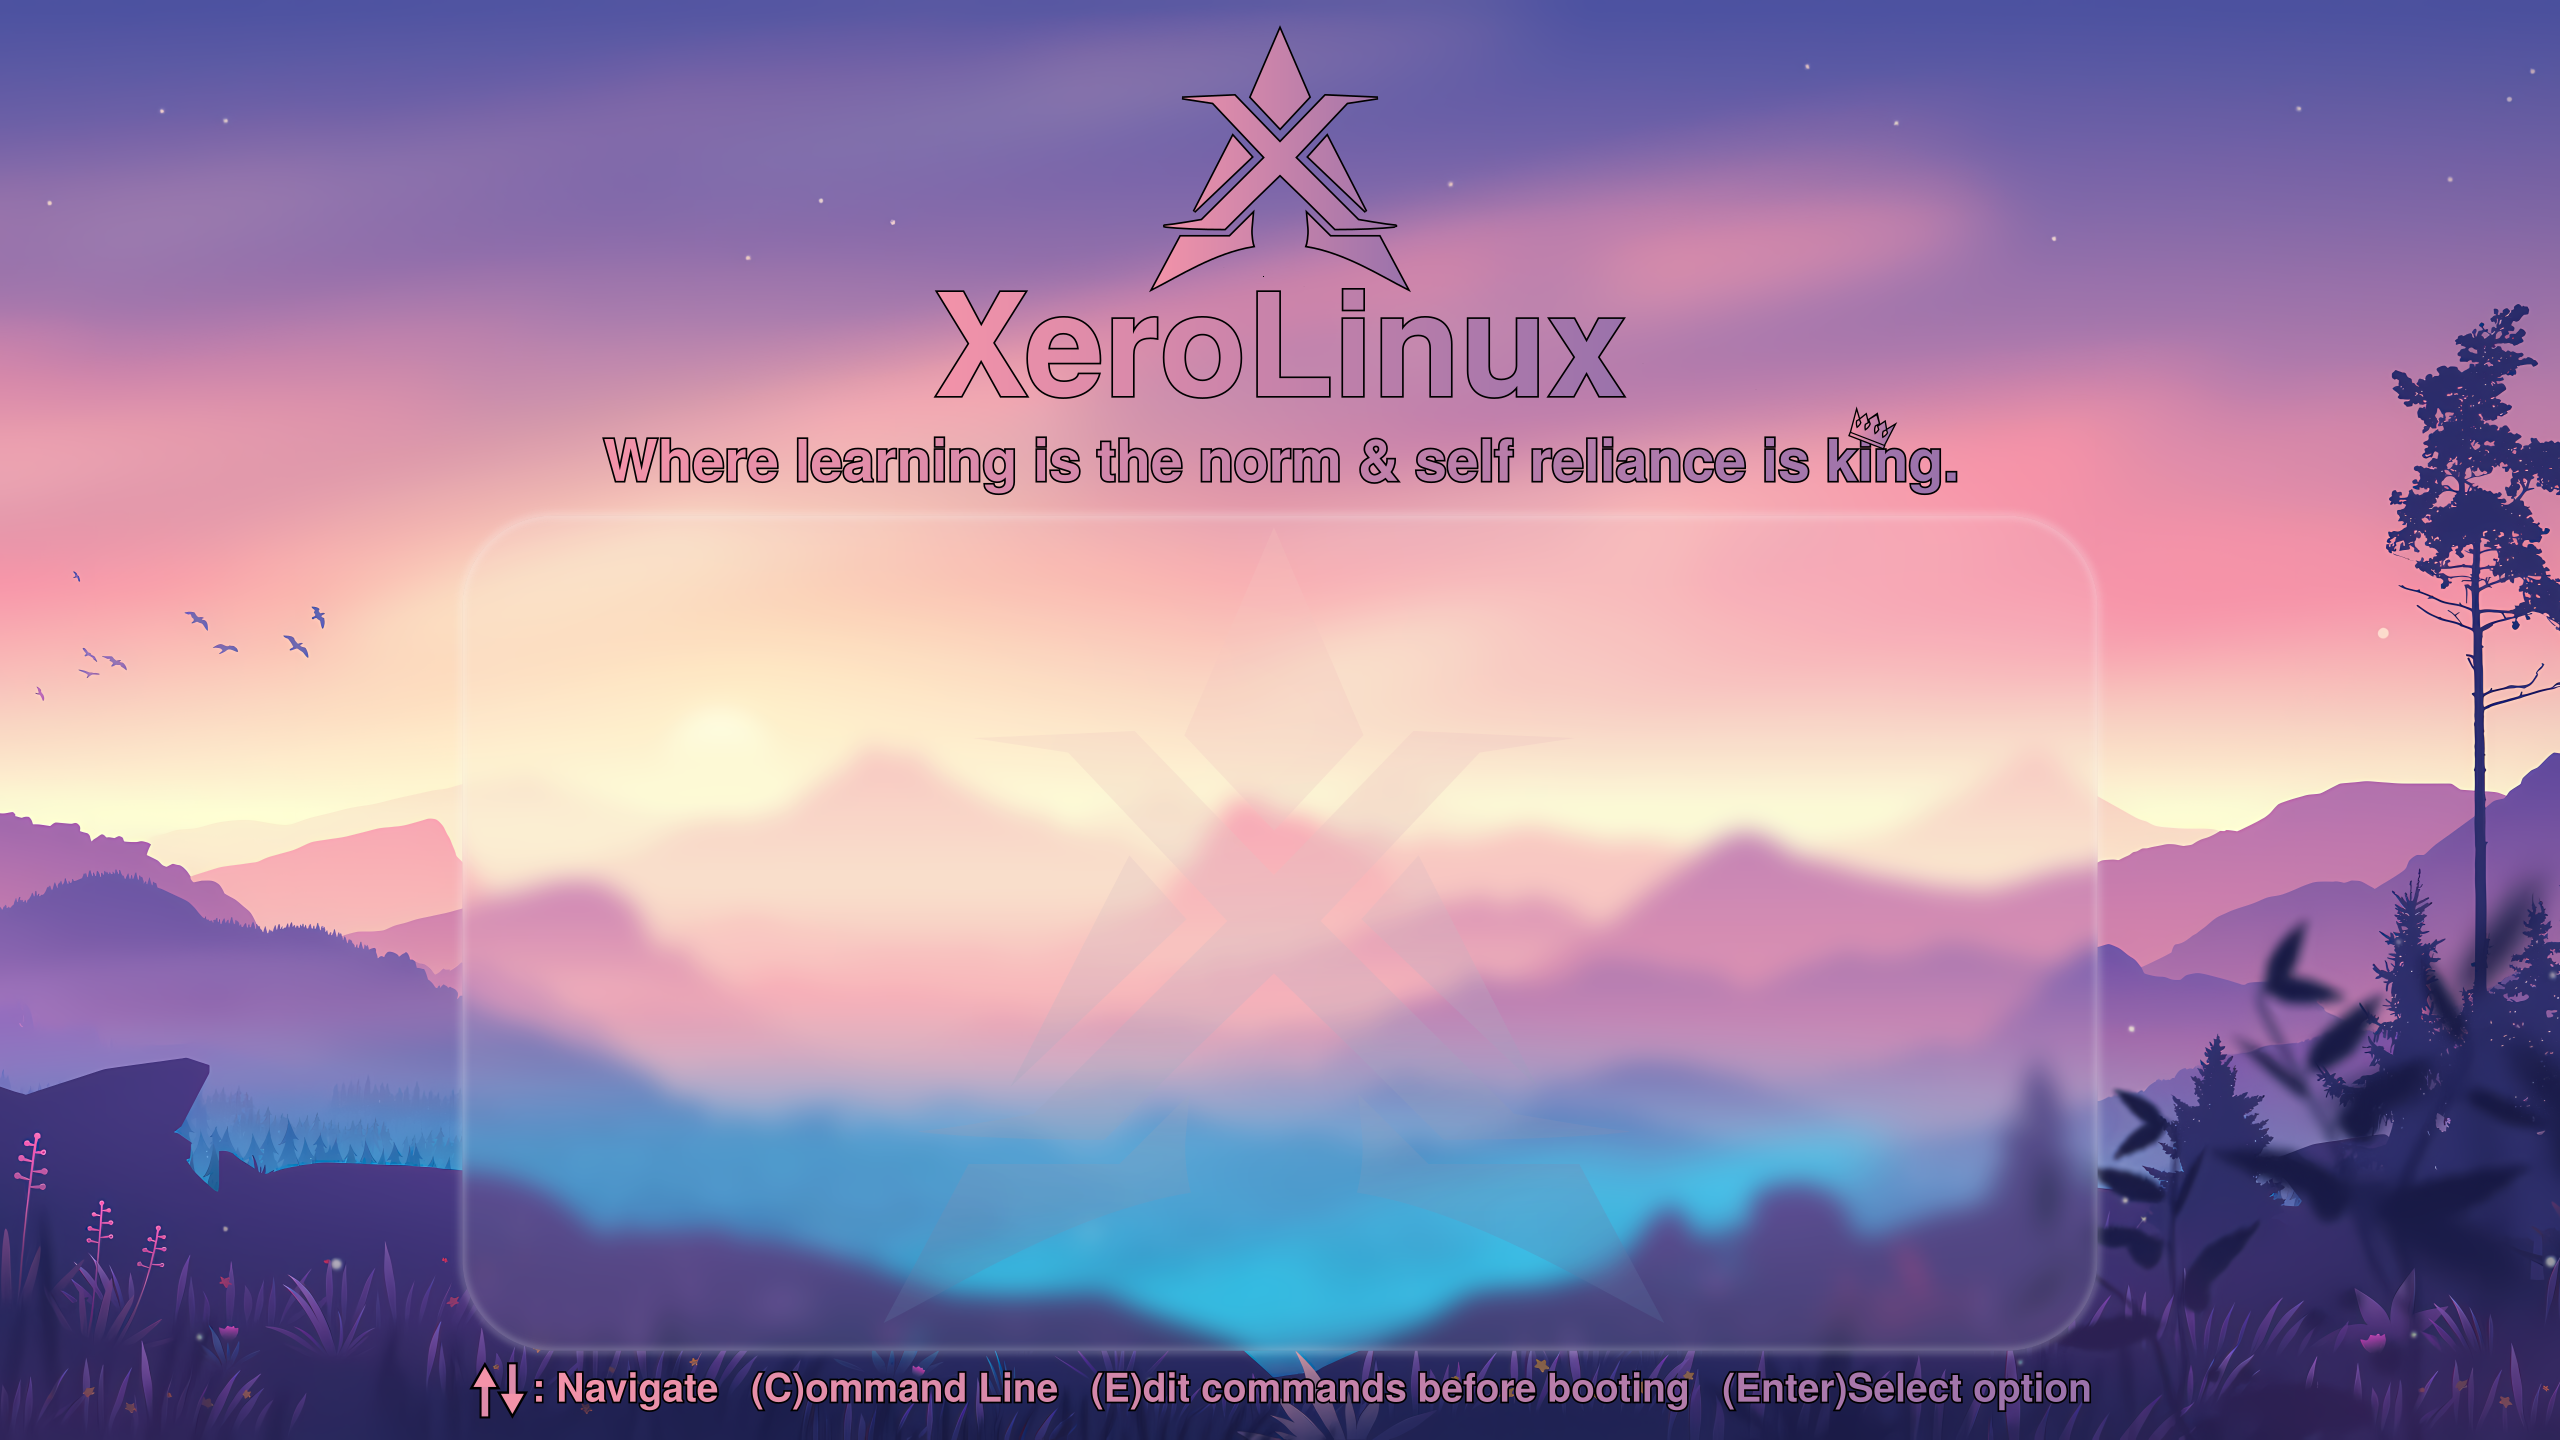 XeroLinux
Where learning is the norm & self reliance is king.
↑↓: Navigate (C)ommand Line (E)dit commands before booting (Enter)Select option